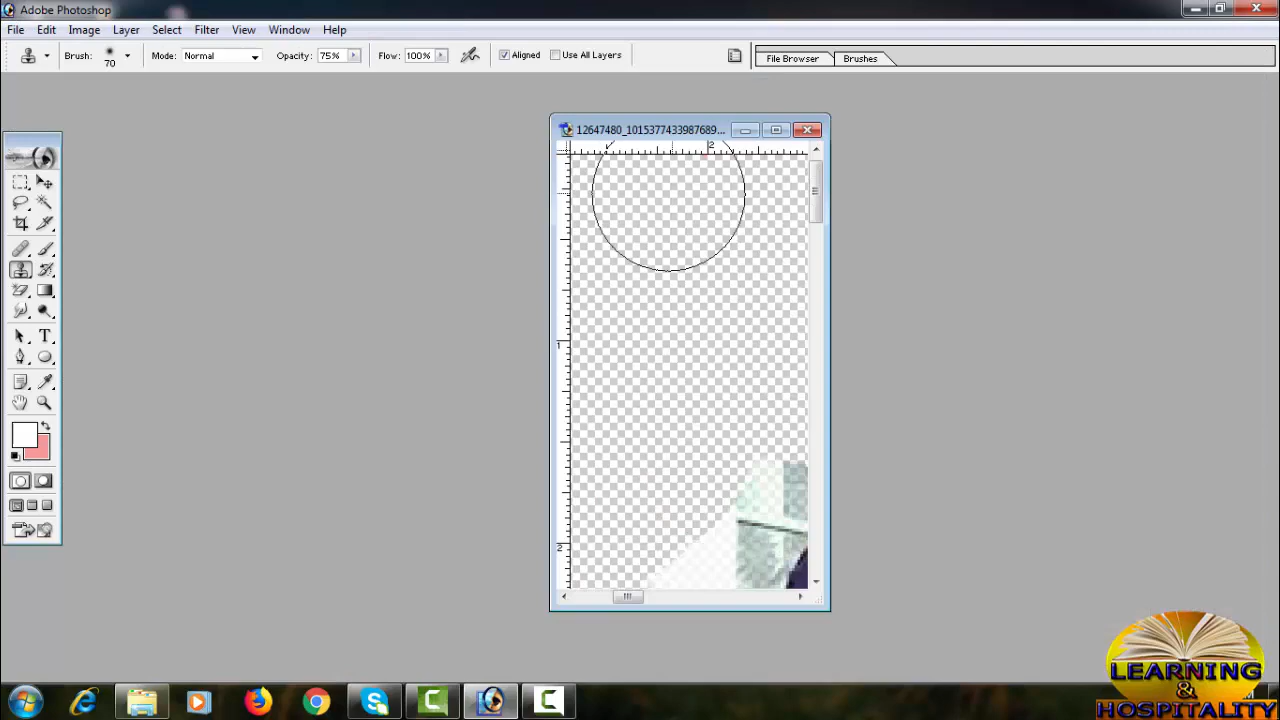 Adobe Photoshop
File Edit Image Layer Select Filter View Window Help
Brush: 70 Mode: Normal Opacity: 75% Flow: 100% Aligned Use All Layers File Browser Brushes
12647480_1015377433987689...
2
1
2
T
LEARNING
&
HOSPITALITY